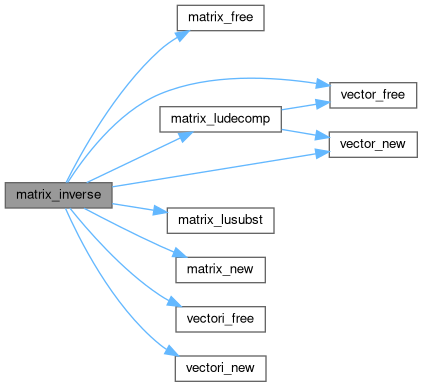 matrix_free
vector_free
matrix_ludecomp
vector_new
matrix_inverse
matrix_lusubst
matrix_new
vectori_free
vectori_new